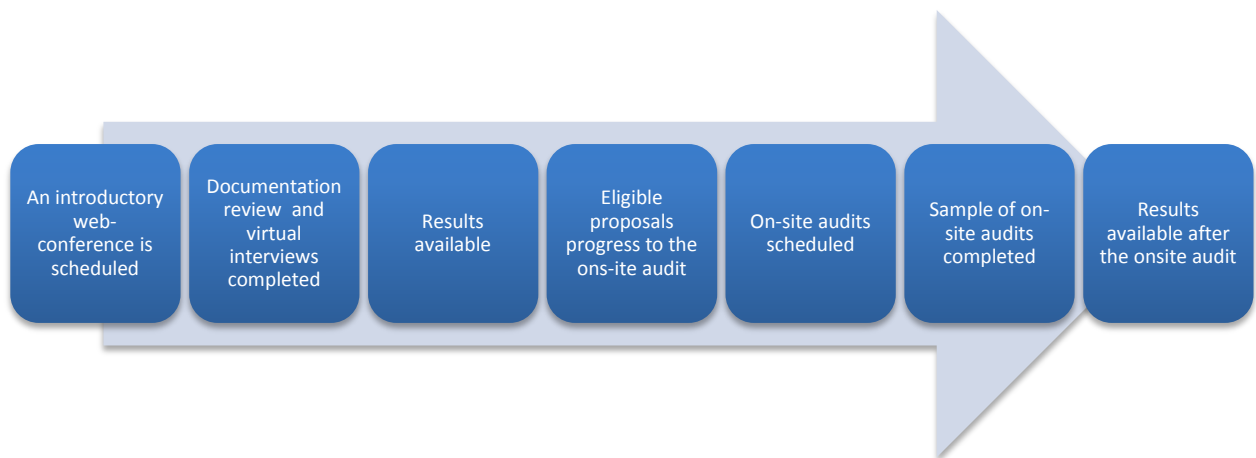 An introductory
web-
conference is
scheduled
Documentation
review and
virtual
interviews
completed
Results
available
Eligible
proposals
progress to the
ons-ite audit
On-site audits
scheduled
Sample of on-
site audits
completed
Results
available after
the onsite audit